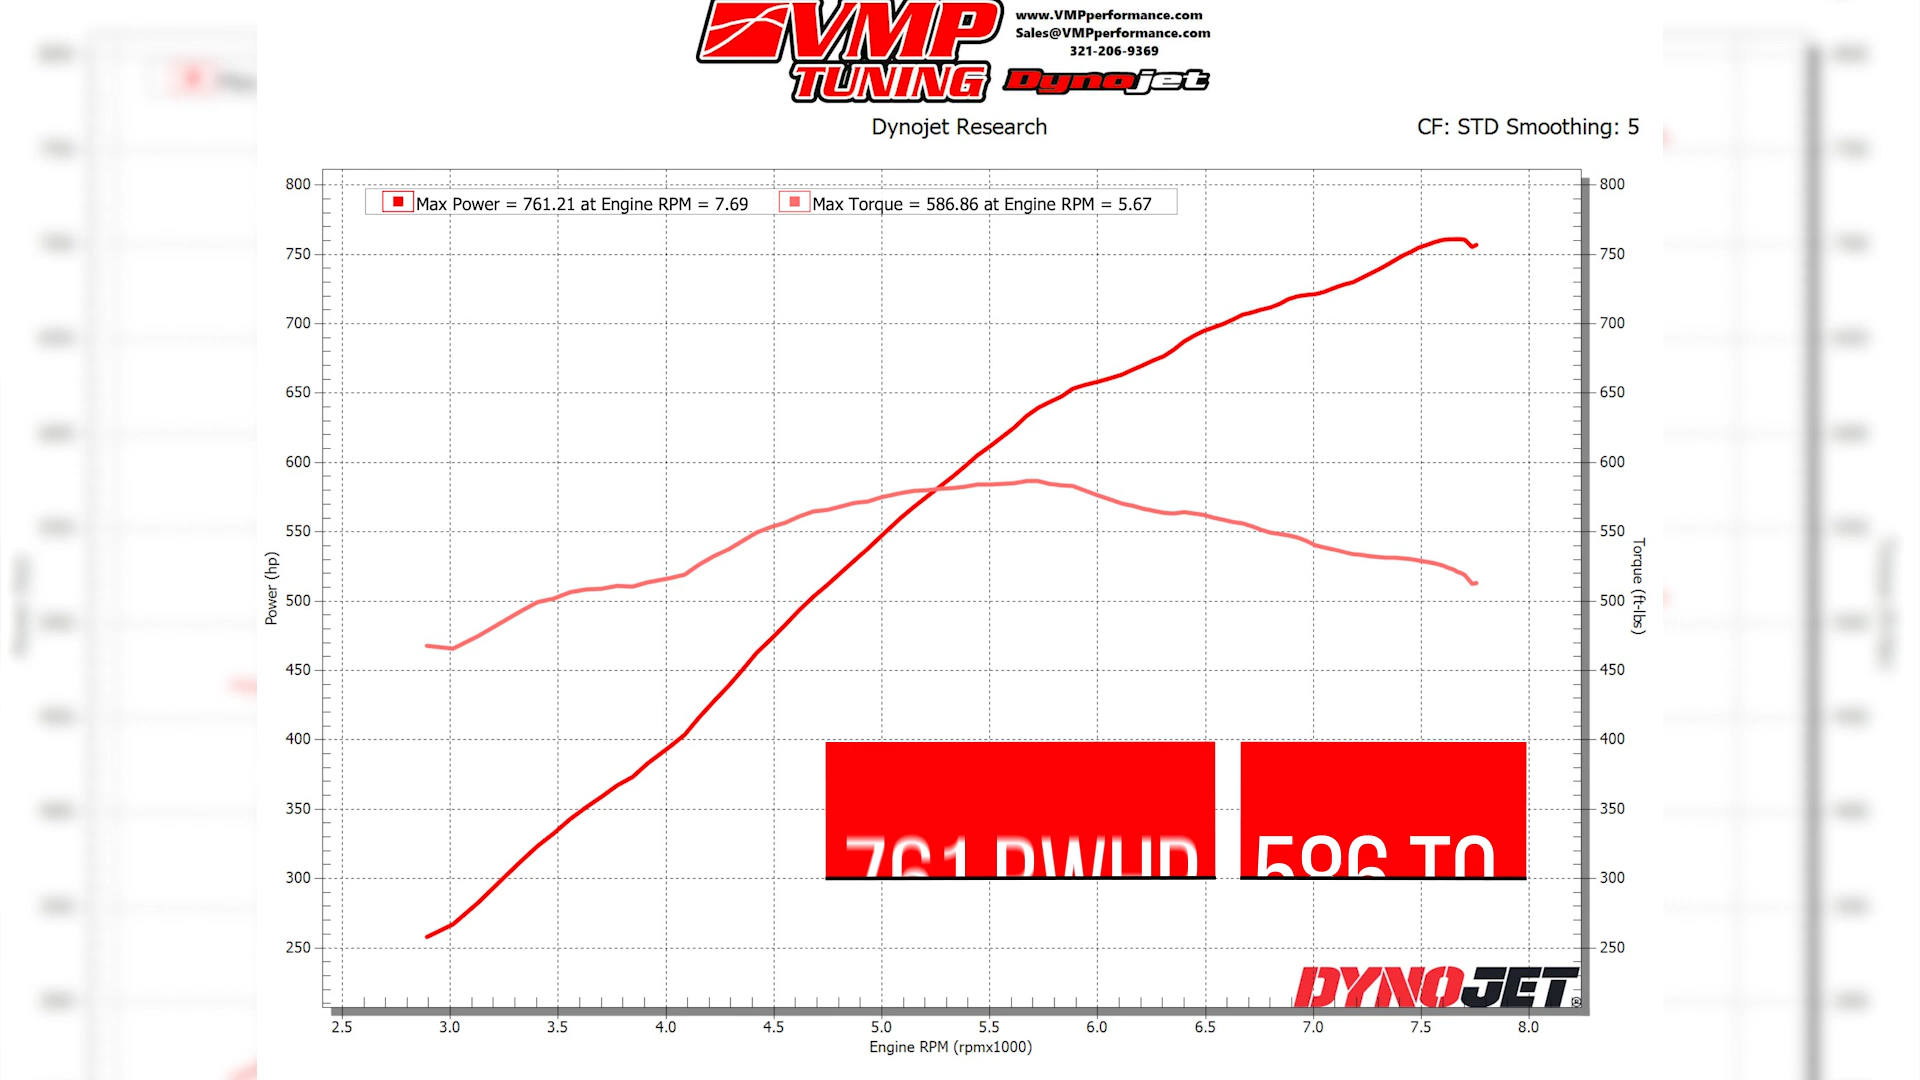 VMP
TUNING
www.VMPperformance.com
Sales@VMPperformance.com
321-206-9369
Dynojet
Dynojet Research
CF: STD Smoothing: 5
Max Power = 761.21 at Engine RPM = 7.69
Max Torque = 586.86 at Engine RPM = 5.67
800
750
700
650
600
550
500
450
400
350
300
250
Power (hp)
800
750
700
650
600
550
500
450
400
350
300
250
Torque (ft-lbs)
761 RWHP
586 TQ
DYNOJET®
2.5 3.0 3.5 4.0 4.5 5.0 5.5 6.0 6.5 7.0 7.5 8.0
Engine RPM (rpmx1000)